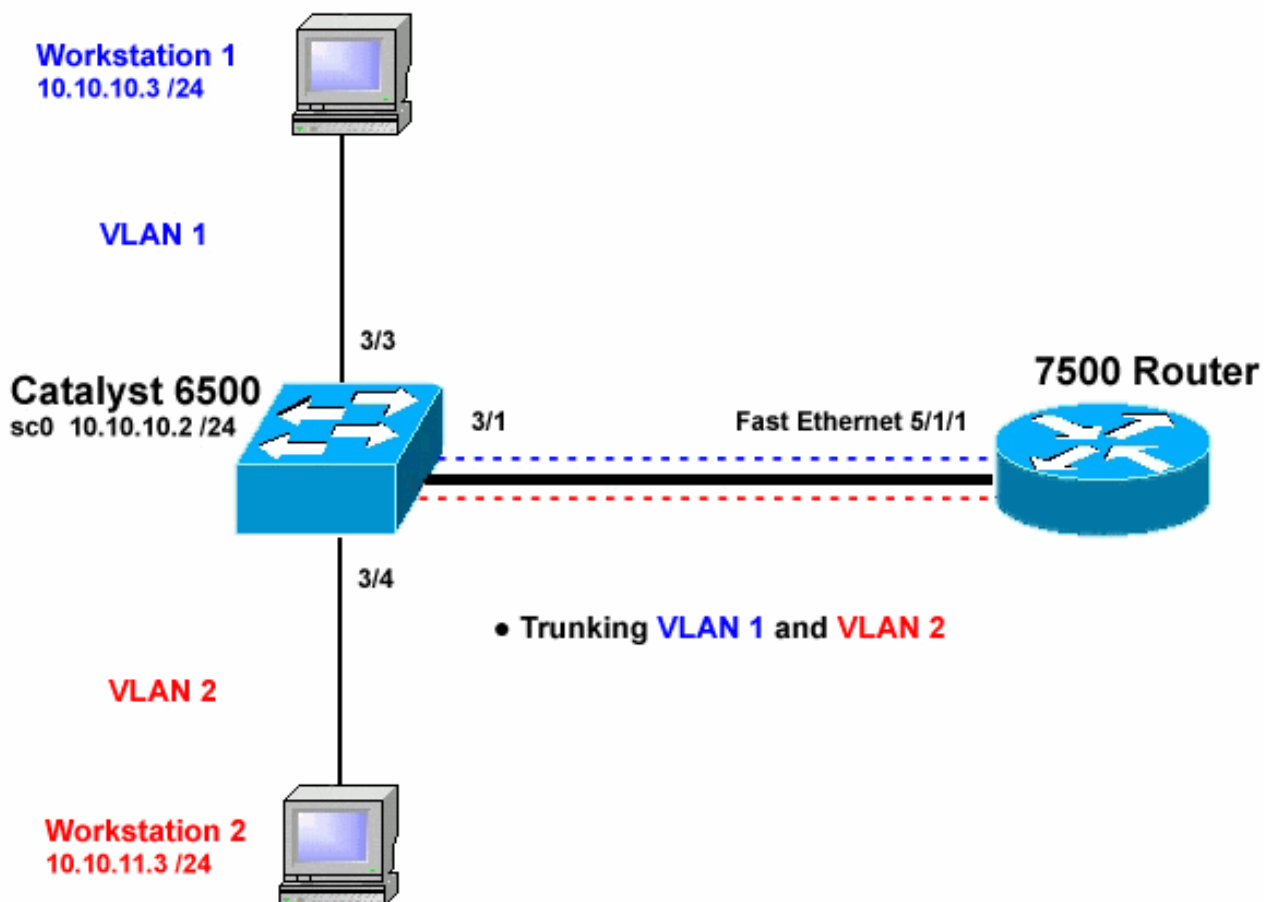 Workstation 1
10.10.10.3 /24
VLAN 1
3/3
Catalyst 6500
sc0 10.10.10.2 /24
3/1
Fast Ethernet 5/1/1
7500 Router
3/4
• Trunking VLAN 1 and VLAN 2
VLAN 2
Workstation 2
10.10.11.3 /24